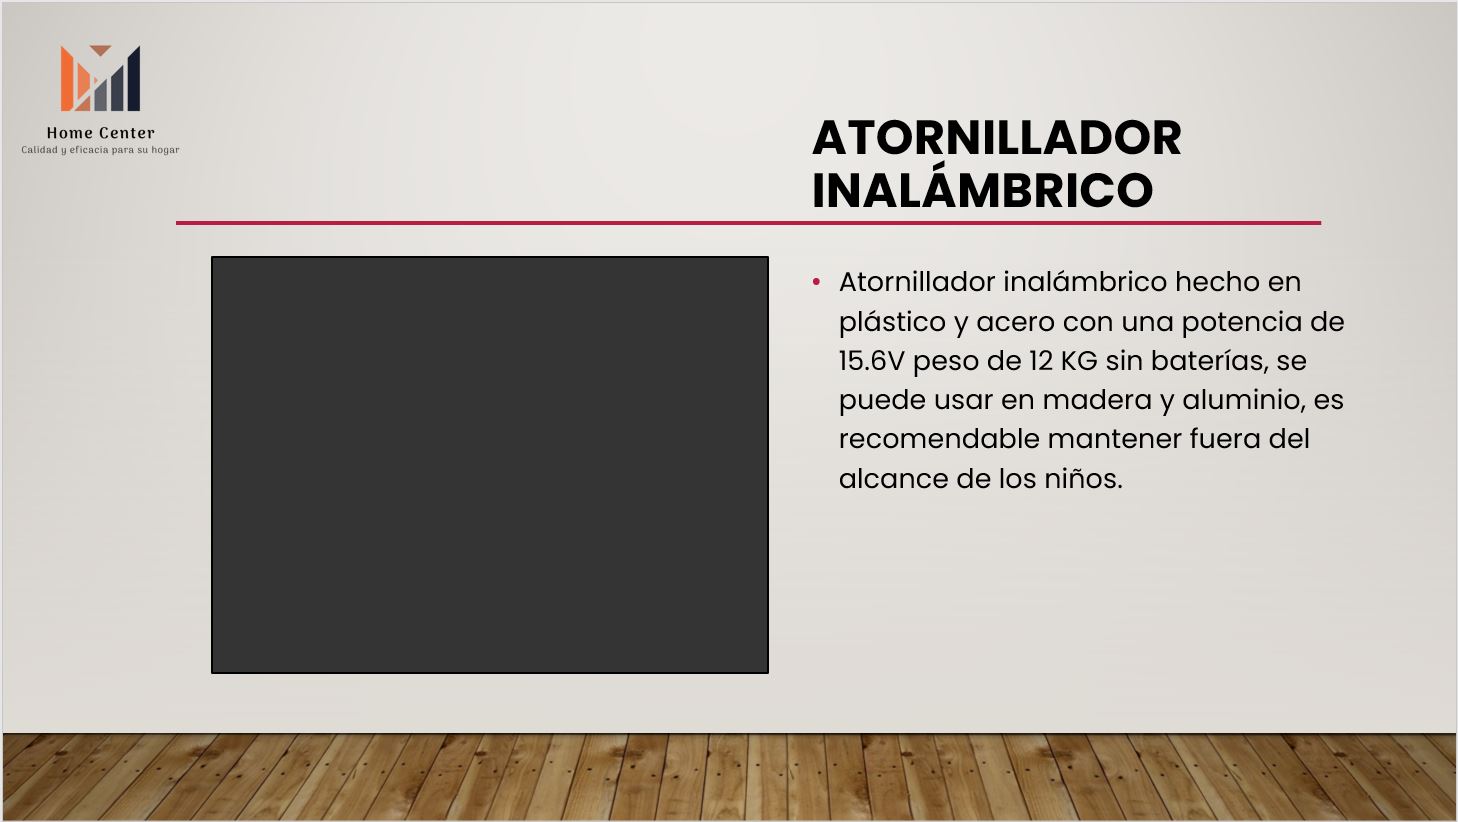 Home Center
Calidad y eficacia para su hogar
ATORNILLADOR
INALÁMBRICO
• Atornillador inalámbrico hecho en
plástico y acero con una potencia de
15.6V peso de 12 KG sin baterías, se
puede usar en madera y aluminio, es
recomendable mantener fuera del
alcance de los niños.